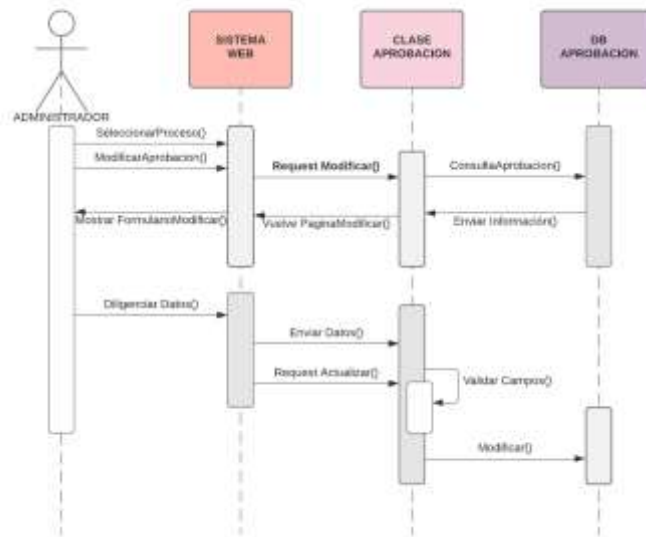 SISTEMA
WEB
CLASE
APROBACION
DB
APROBACION
ADMINISTRADOR
SeleccionarProceso()
ModificarAprobacion()
Request Modificar()
ConsultaAprobacion()
Mostrar FormularioModificar()
Vuelve PaginaModificar()
Enviar Información()
Diligenciar Datos()
Enviar Datos()
Request Actualizar()
Validar Campos()
Modificar()